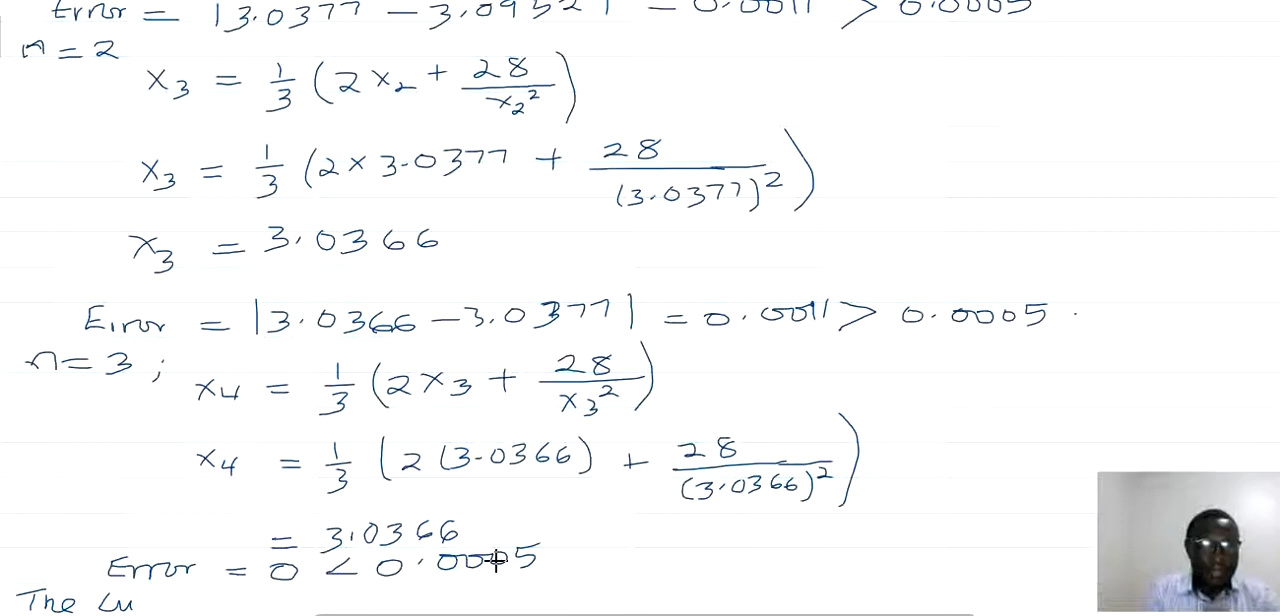 Error = |3.0377 - 3.0952| = 0.0011 > 0.0005
n = 2
x3 = 1/3 (2x2 + 28/x2²)
x3 = 1/3 (2 × 3.0377 + 28/(3.0377)²)
x3 = 3.0366
Error = |3.0366 - 3.0377| = 0.0011 > 0.0005.
n = 3 ;
x4 = 1/3 (2x3 + 28/x3²)
x4 = 1/3 (2 (3.0366) + 28/(3.0366)²)
= 3.0366
Error = 0 < 0.0005
The Cu